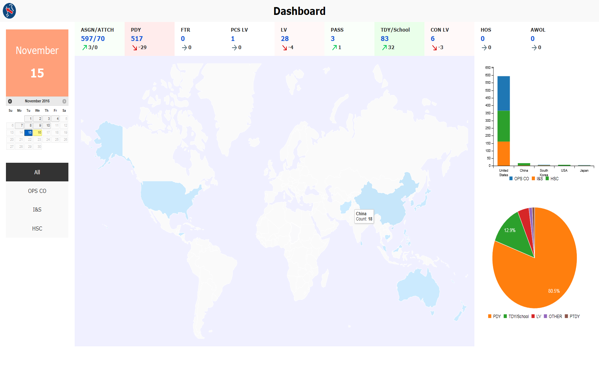 Dashboard
ASGN/ATTCH PDY FTR PCS LV LV PASS TDY/School CON LV HOS AWOL
597/70 517 0 1 28 3 83 6 0 0
3/0 -29 0 0 -4 1 32 -3 0 0
November
15
November 2016
Su Mo Tu We Th Fr Sa
All
OPS CO
I&S
HSC
China
Count: 19
600
550
500
450
400
350
300
250
200
150
100
50
0
United States China South Korea USA Japan
OPS CO I&S HSC
12.9%
PDY TDY/School LV OTHER PTDY